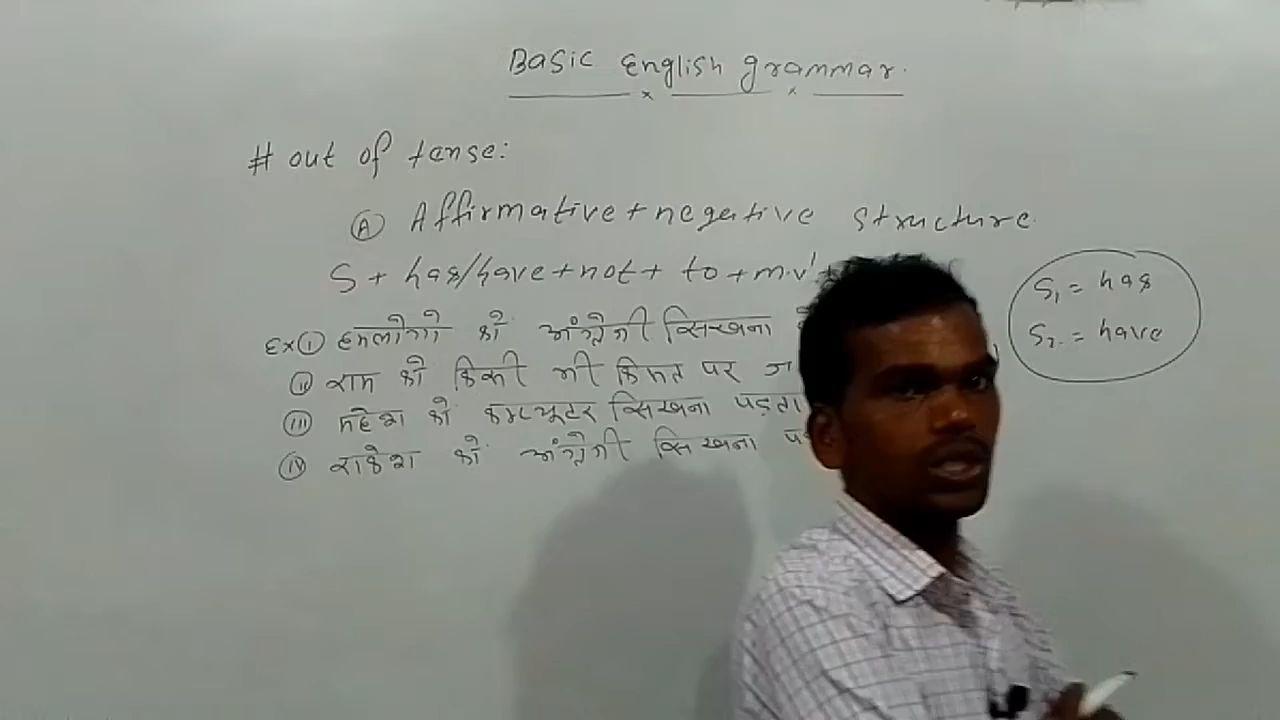 Basic English grammar.
# out of tense:
(A) Affirmative + negative structure
S + has/have + not + to + m.v¹ +
Ex (i) हमलोगो को अंग्रेजी सिखना
(ii) राम को किसी भी किमत पर
(iii) महेश को कम्प्यूटर सिखना पड़ता
(iv) राकेश को अंग्रेजी सिखना
S₁ = has
S₂ = have